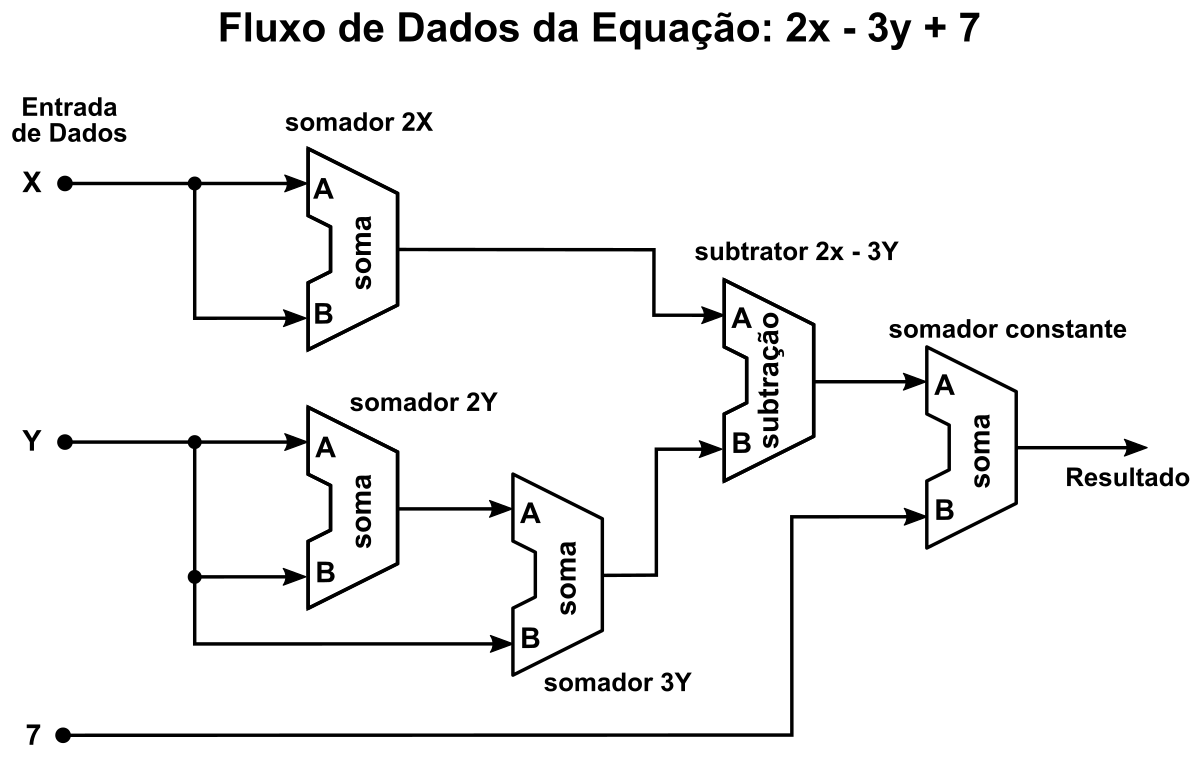 Fluxo de Dados da Equação: 2x - 3y + 7
Entrada
de Dados
somador 2X
X
A
soma
B
subtrator 2x - 3Y
A
subtração
B
somador constante
A
soma
B
Resultado
somador 2Y
Y
A
soma
B
A
soma
B
somador 3Y
7